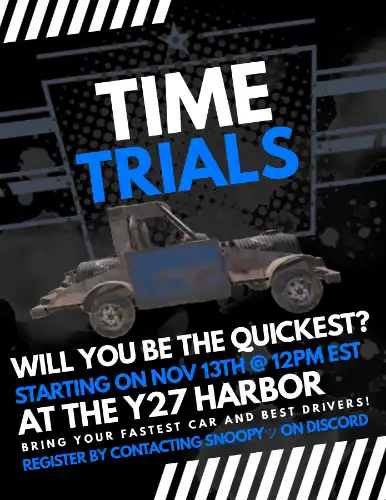 TIME
TRIALS
WILL YOU BE THE QUICKEST?
STARTING ON NOV 13TH @ 12PM EST
AT THE Y27 HARBOR
BRING YOUR FASTEST CAR AND BEST DRIVERS!
REGISTER BY CONTACTING SNOOPY ON DISCORD